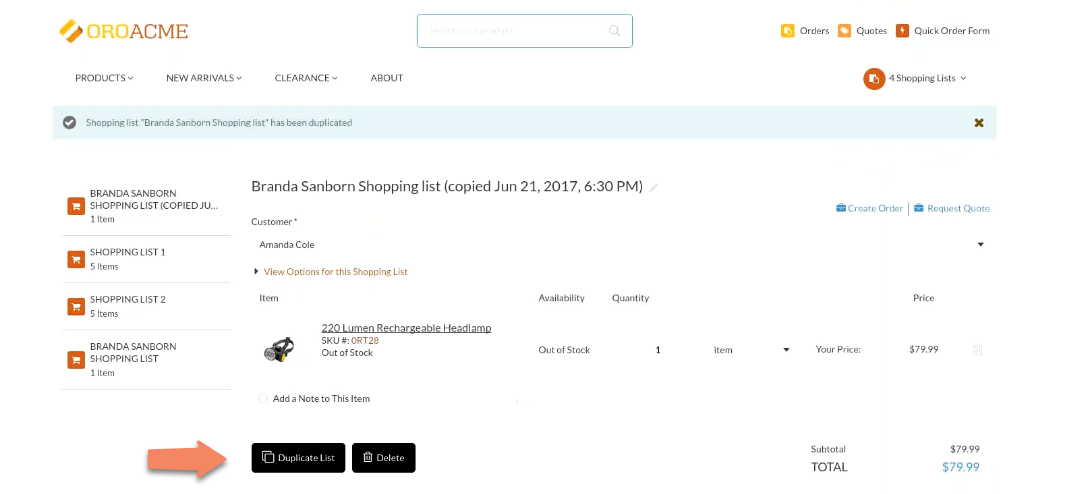 OROACME
Orders Quotes Quick Order Form
PRODUCTS NEW ARRIVALS CLEARANCE ABOUT
4 Shopping Lists
Shopping list "Branda Sanborn Shopping list" has been duplicated
BRANDA SANBORN
SHOPPING LIST (COPIED JU...
1 Item
SHOPPING LIST 1
5 Items
SHOPPING LIST 2
5 Items
BRANDA SANBORN
SHOPPING LIST
1 Item
Branda Sanborn Shopping list (copied Jun 21, 2017, 6:30 PM)
Create Order | Request Quote
Customer *
Amanda Cole
View Options for this Shopping List
Item Availability Quantity Price
220 Lumen Rechargeable Headlamp
SKU #: 0RT28
Out of Stock
Out of Stock 1 item Your Price: $79.99
Add a Note to This Item
Duplicate List Delete
Subtotal $79.99
TOTAL $79.99